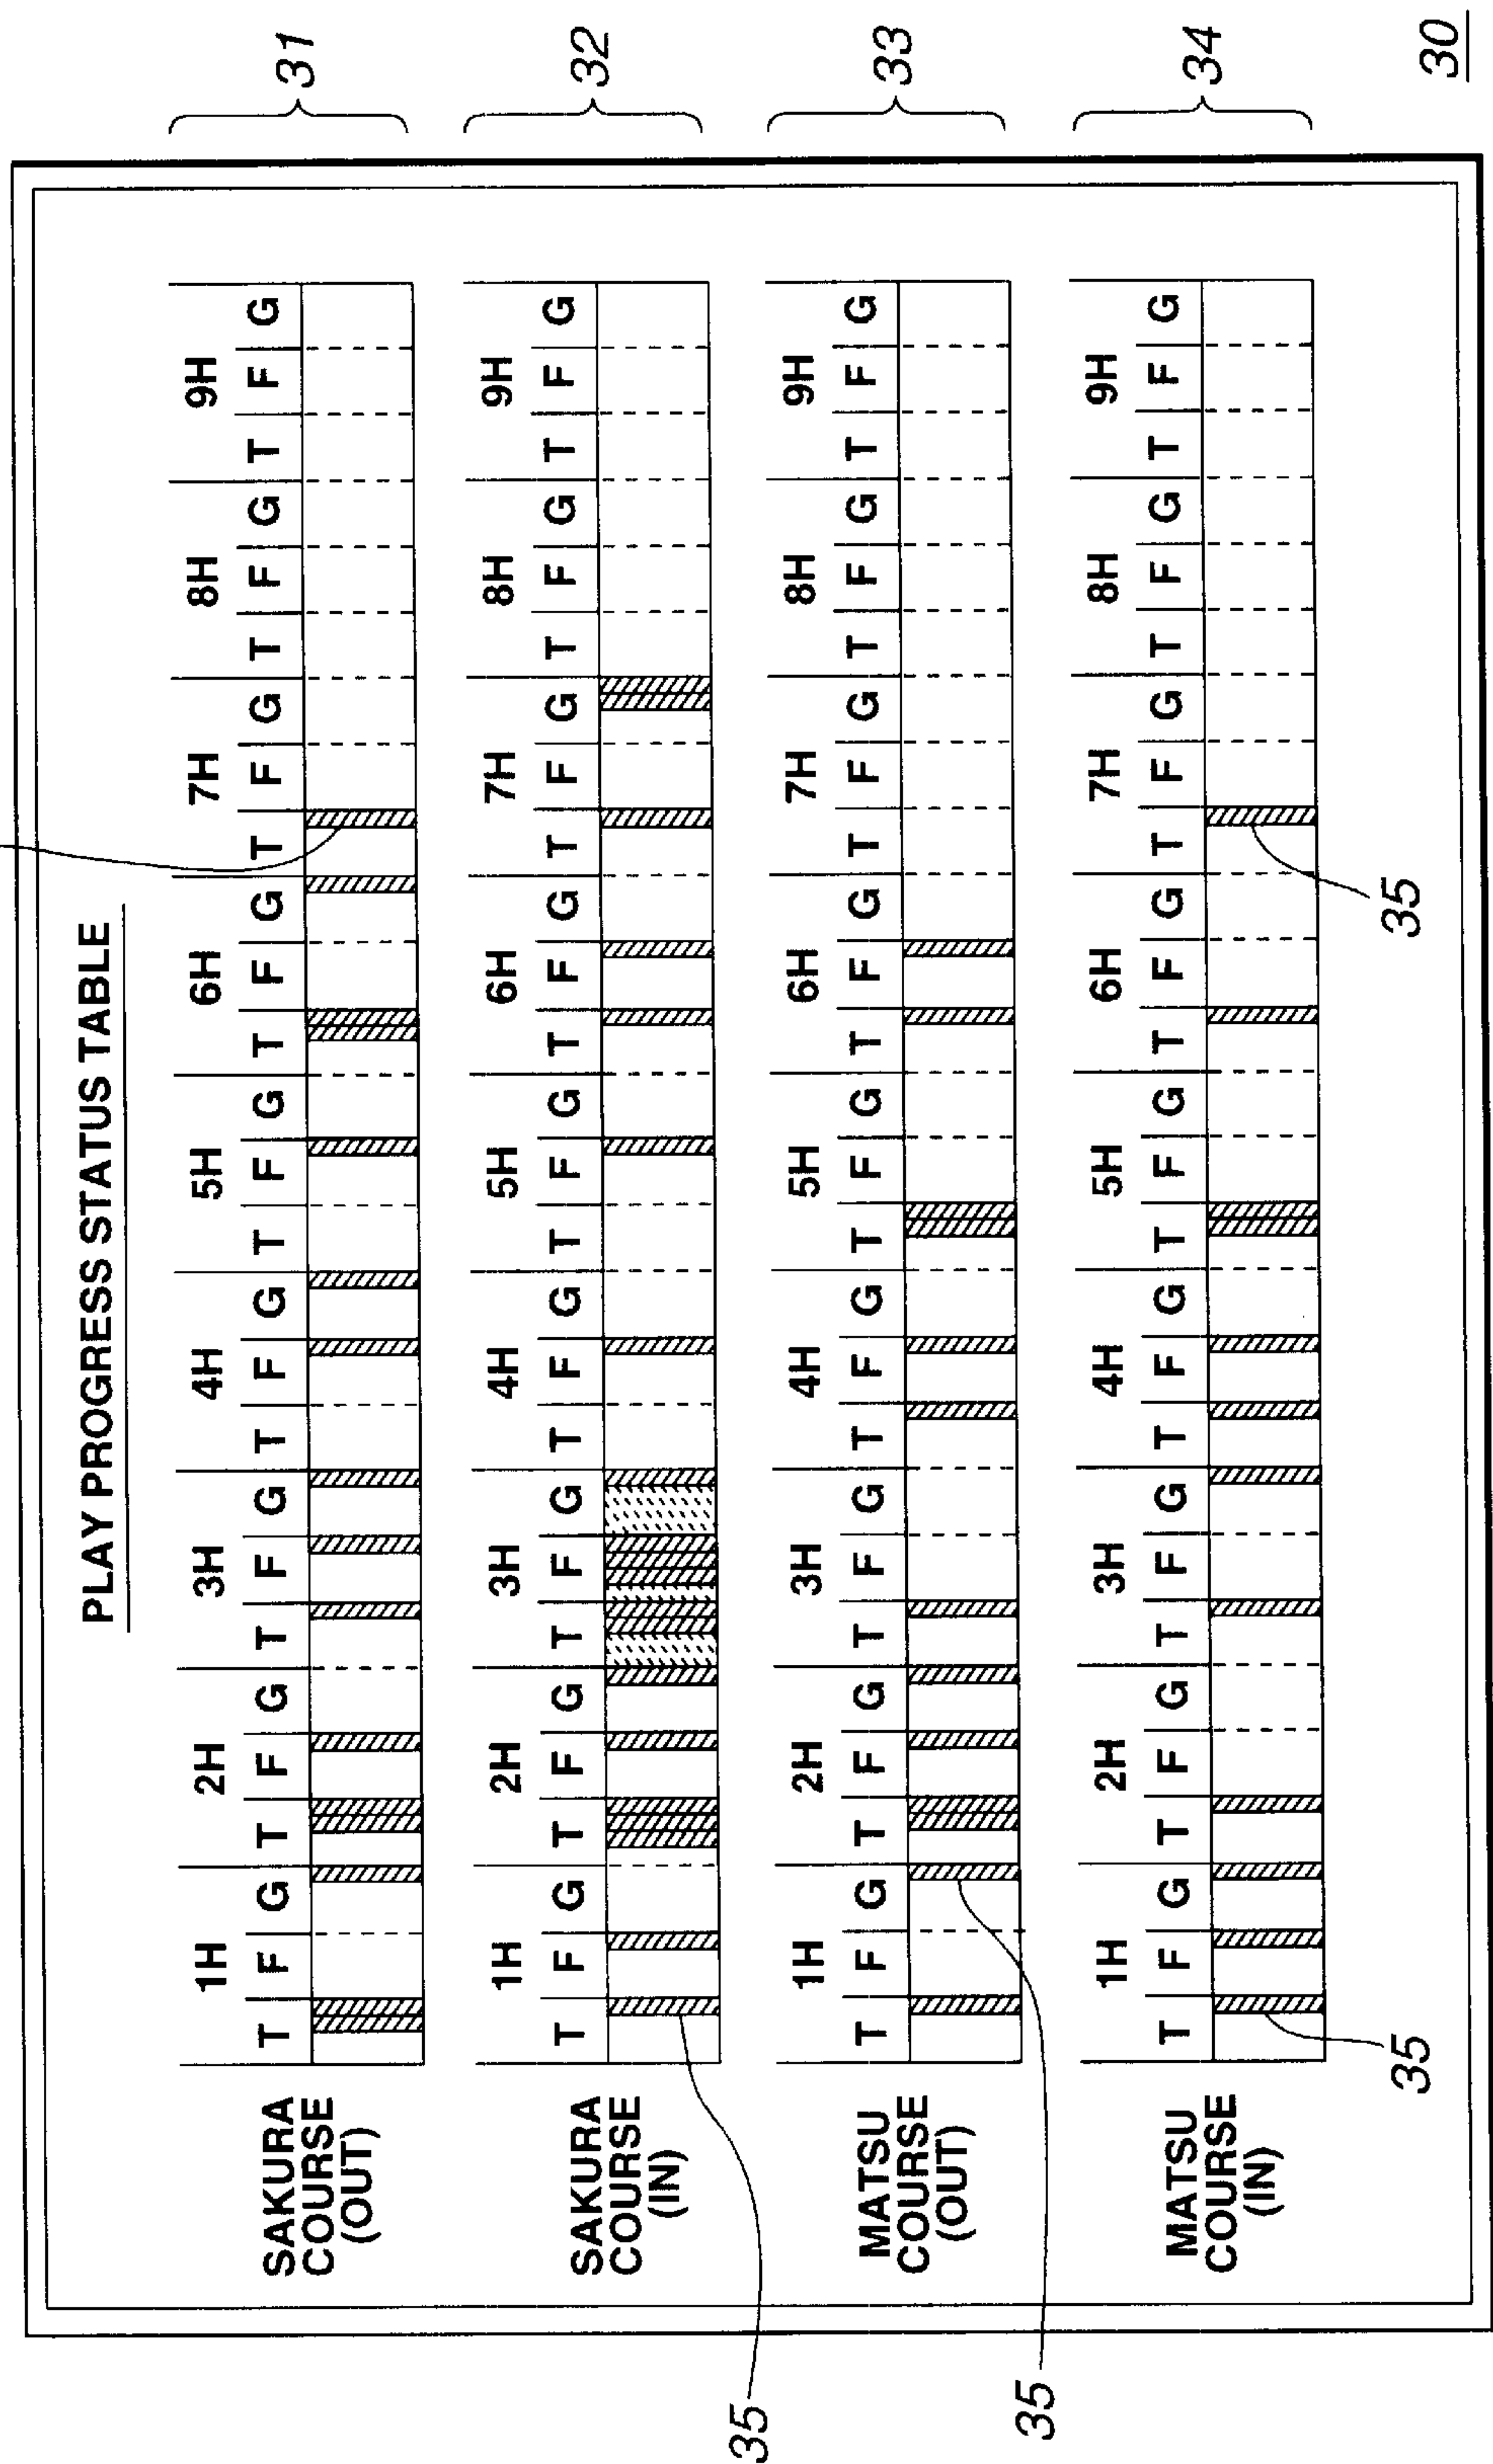 PLAY PROGRESS STATUS TABLE
SAKURA
COURSE
(OUT)
1H 2H 3H 4H 5H 6H 7H 8H 9H
T F G T F G T F G T F G T F G T F G T F G T F G T F G
31
SAKURA
COURSE
(IN)
1H 2H 3H 4H 5H 6H 7H 8H 9H
T F G T F G T F G T F G T F G T F G T F G T F G T F G
32
35
MATSU
COURSE
(OUT)
1H 2H 3H 4H 5H 6H 7H 8H 9H
T F G T F G T F G T F G T F G T F G T F G T F G T F G
33
35
MATSU
COURSE
(IN)
1H 2H 3H 4H 5H 6H 7H 8H 9H
T F G T F G T F G T F G T F G T F G T F G T F G T F G
34
35
35
30